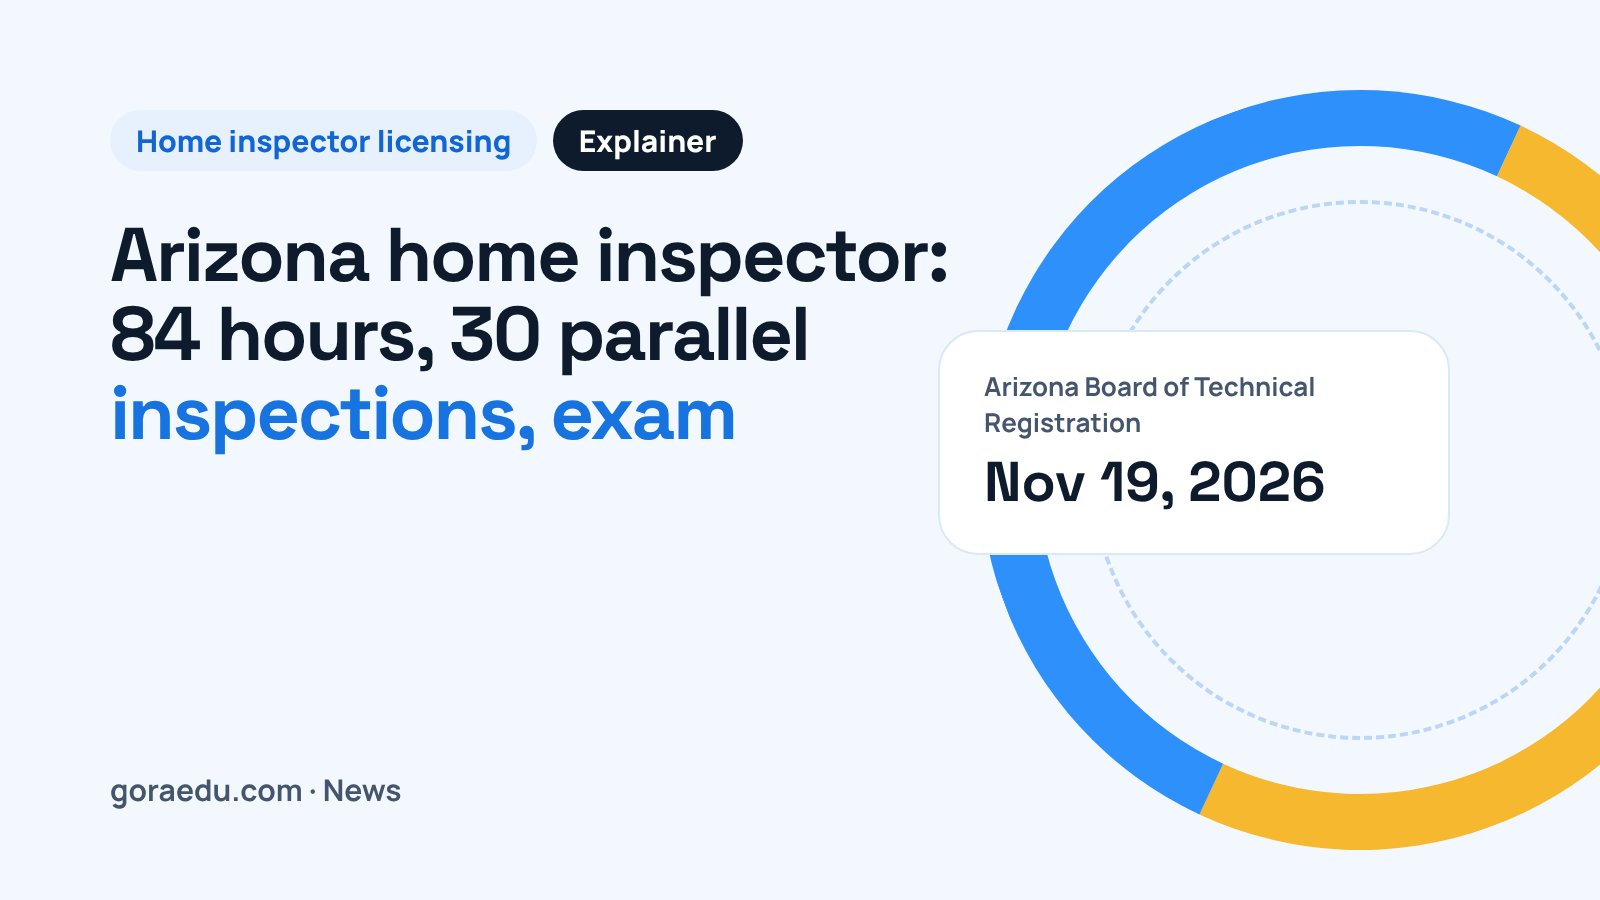 Home inspector licensing
Explainer
Arizona home inspector:
84 hours, 30 parallel
inspections, exam
Arizona Board of Technical
Registration
Nov 19, 2026
goraedu.com · News